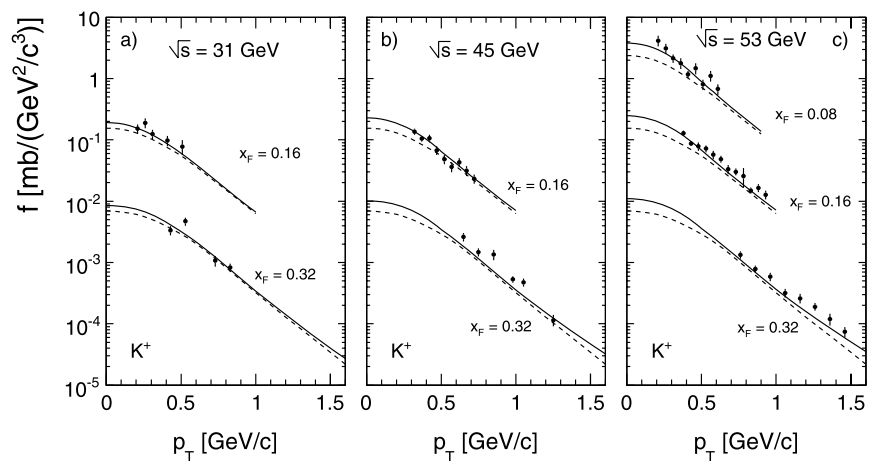 f [mb/(GeV²/c³)]
10
1
10⁻¹
10⁻²
10⁻³
10⁻⁴
10⁻⁵
a)
√s = 31 GeV
x_F = 0.16
x_F = 0.32
K⁺
0 0.5 1 1.5
p_T [GeV/c]
b)
√s = 45 GeV
x_F = 0.16
x_F = 0.32
K⁺
0 0.5 1 1.5
p_T [GeV/c]
√s = 53 GeV
c)
x_F = 0.08
x_F = 0.16
x_F = 0.32
K⁺
0 0.5 1 1.5
p_T [GeV/c]